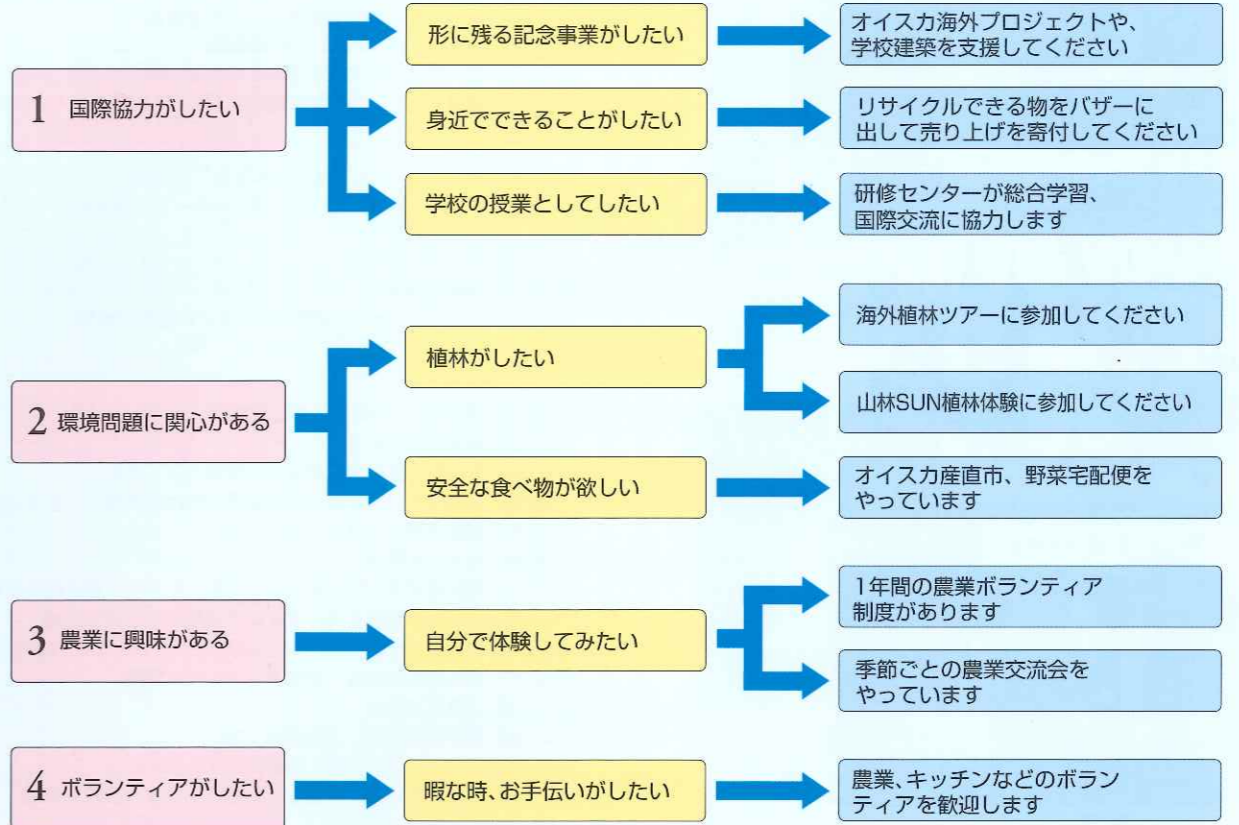 形に残る記念事業がしたい
オイスカ海外プロジェクトや、
学校建築を支援してください
1 国際協力がしたい
身近でできることがしたい
リサイクルできる物をバザーに
出して売り上げを寄付してください
学校の授業としてしたい
研修センターが総合学習、
国際交流に協力します
2 環境問題に関心がある
植林がしたい
海外植林ツアーに参加してください
山林SUN植林体験に参加してください
安全な食べ物が欲しい
オイスカ産直市、野菜宅配便を
やっています
3 農業に興味がある
自分で体験してみたい
1年間の農業ボランティア
制度があります
季節ごとの農業交流会を
やっています
4 ボランティアがしたい
暇な時、お手伝いがしたい
農業、キッチンなどのボラン
ティアを歓迎します